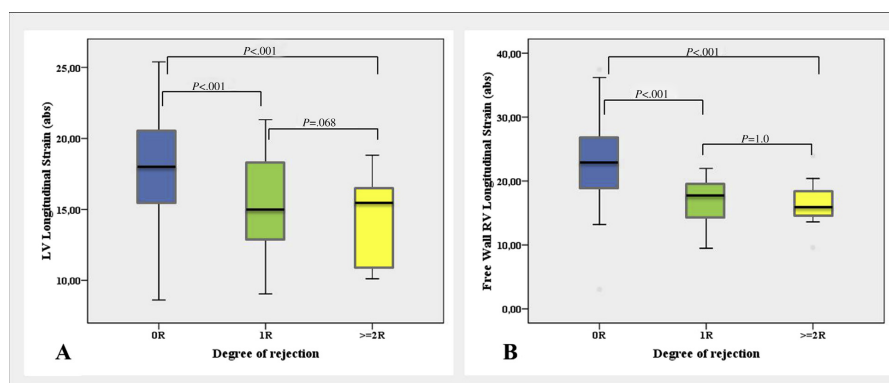 P<.001
P<.001
P=.068
25,00
20,00
15,00
10,00
LV Longitudinal Strain (abs)
0R
1R
>=2R
Degree of rejection
A
P<.001
P<.001
P=1.0
40,00
30,00
20,00
10,00
0,00
Free Wall RV Longitudinal Strain (abs)
0R
1R
>=2R
Degree of rejection
B